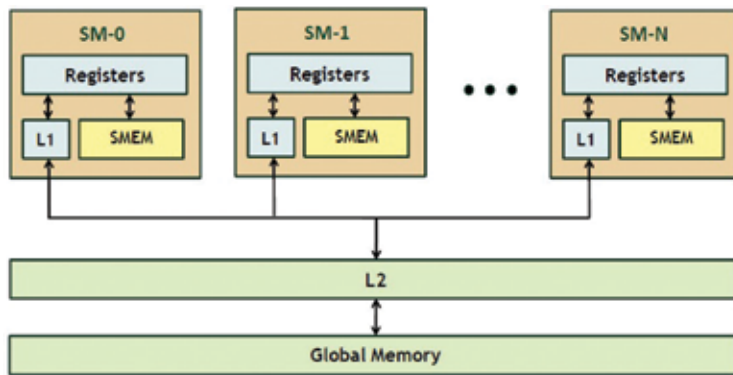 SM-0
SM-1
SM-N
Registers
Registers
Registers
L1
SMEM
L1
SMEM
L1
SMEM
L2
Global Memory